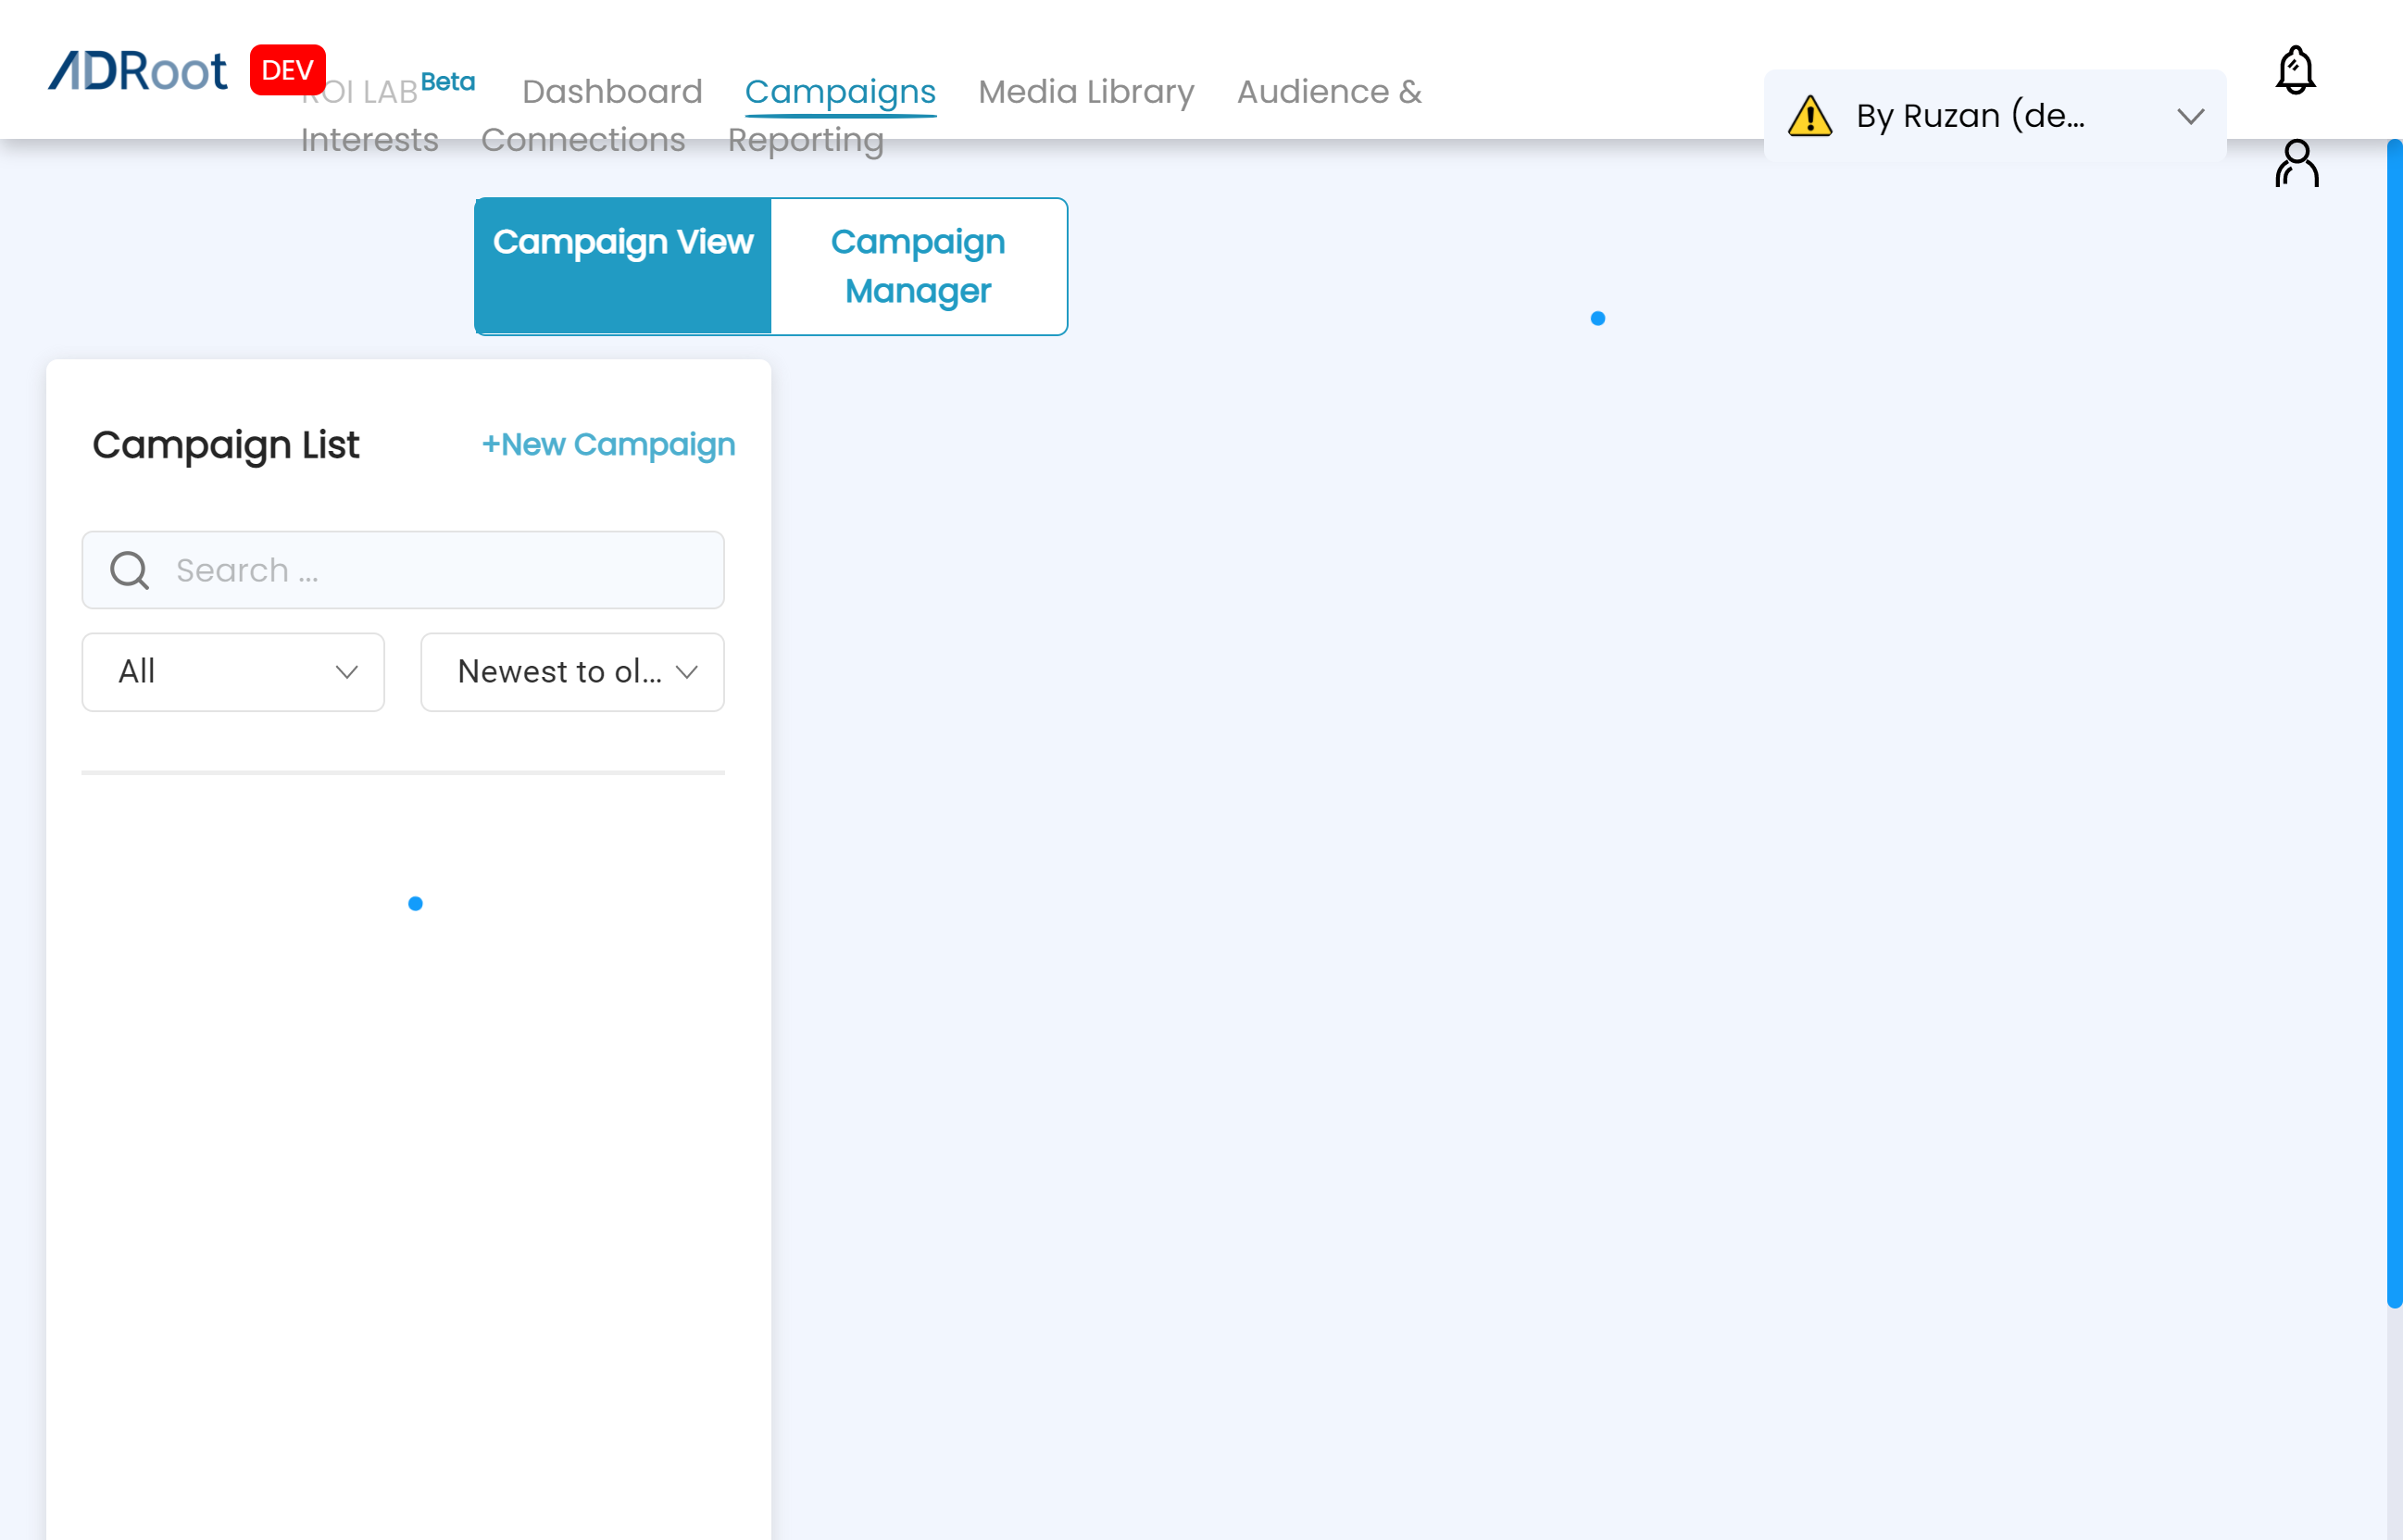 ADRoot DEV
ROI LAB Beta Dashboard Campaigns Media Library Audience &
Interests Connections Reporting
By Ruzan (de...
Campaign View
Campaign
Manager
Campaign List +New Campaign
Search ...
All Newest to ol...